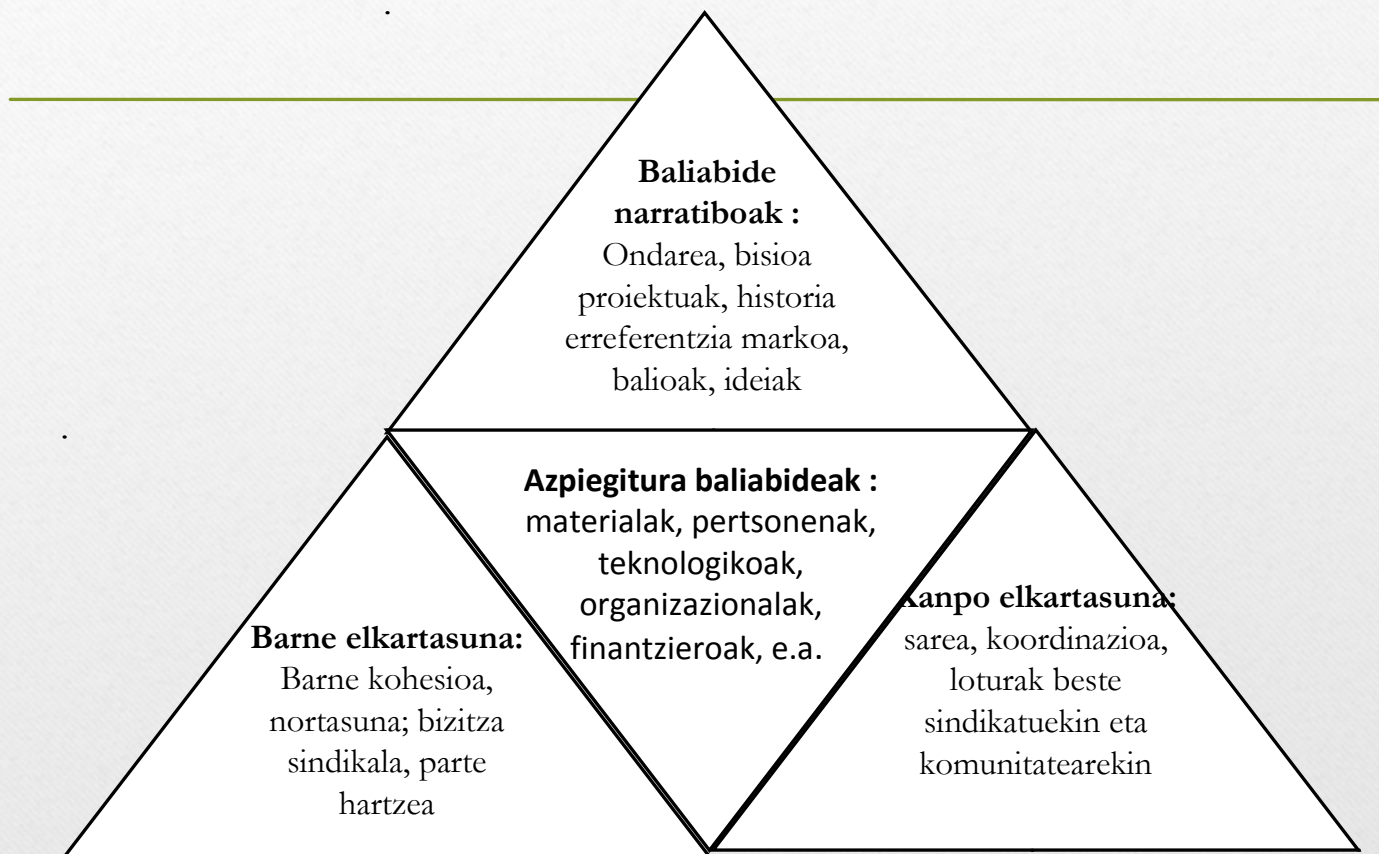 Baliabide
narratiboak :
Ondarea, bisioa
proiektuak, historia
erreferentzia markoa,
balioak, ideiak
Azpiegitura baliabideak :
materialak, pertsonenak,
teknologikoak,
organizazionalak,
finantzieroak, e.a.
Barne elkartasuna:
Barne kohesioa,
nortasuna; bizitza
sindikala, parte
hartzea
Kanpo elkartasuna:
sarea, koordinazioa,
loturak beste
sindikatuekin eta
komunitatearekin